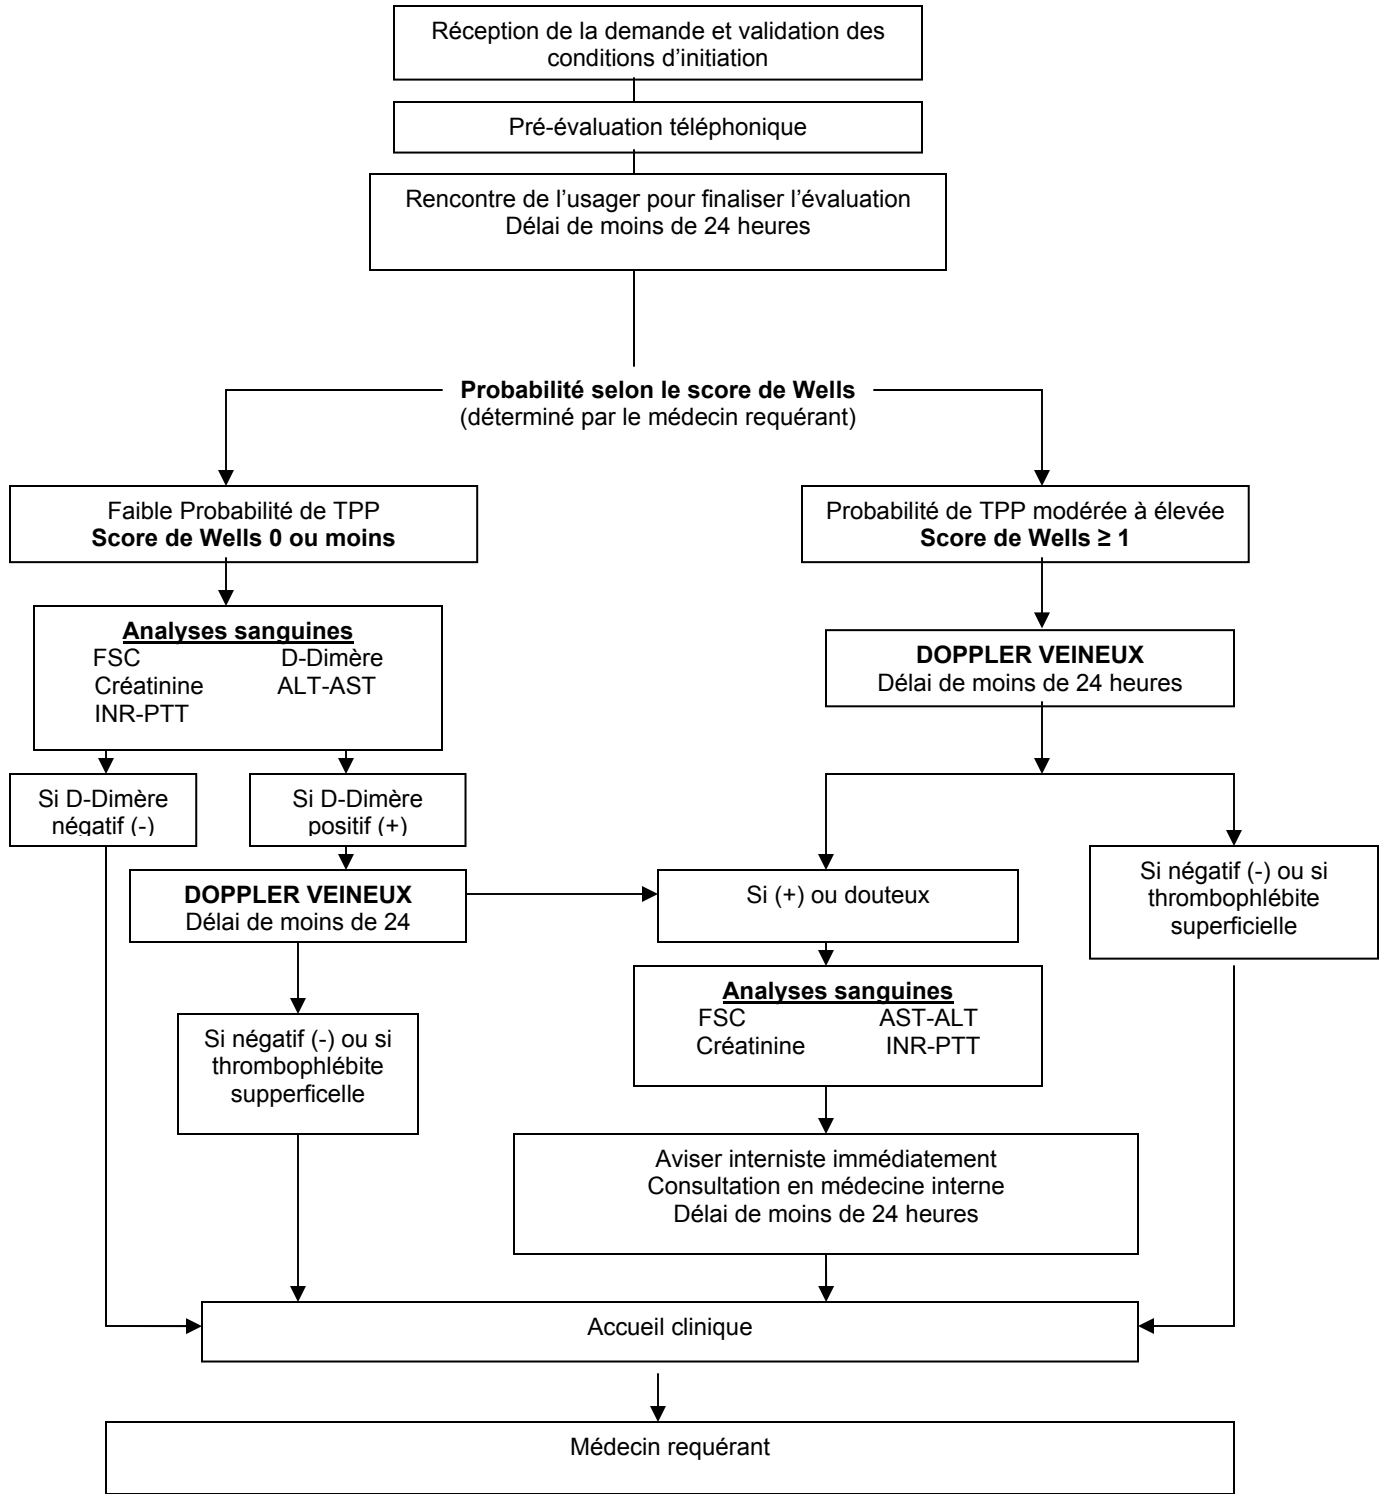 Réception de la demande et validation des
conditions d'initiation
Pré-évaluation téléphonique
Rencontre de l'usager pour finaliser l'évaluation
Délai de moins de 24 heures
Probabilité selon le score de Wells
(déterminé par le médecin requérant)
Faible Probabilité de TPP
Score de Wells 0 ou moins
Probabilité de TPP modérée à élevée
Score de Wells ≥ 1
Analyses sanguines
FSC D-Dimère
Créatinine ALT-AST
INR-PTT
DOPPLER VEINEUX
Délai de moins de 24 heures
Si D-Dimère
négatif (-)
Si D-Dimère
positif (+)
DOPPLER VEINEUX
Délai de moins de 24
Si (+) ou douteux
Si négatif (-) ou si
thrombophlébite
superficielle
Analyses sanguines
FSC AST-ALT
Créatinine INR-PTT
Si négatif (-) ou si
thrombophlébite
supperficelle
Aviser interniste immédiatement
Consultation en médecine interne
Délai de moins de 24 heures
Accueil clinique
Médecin requérant